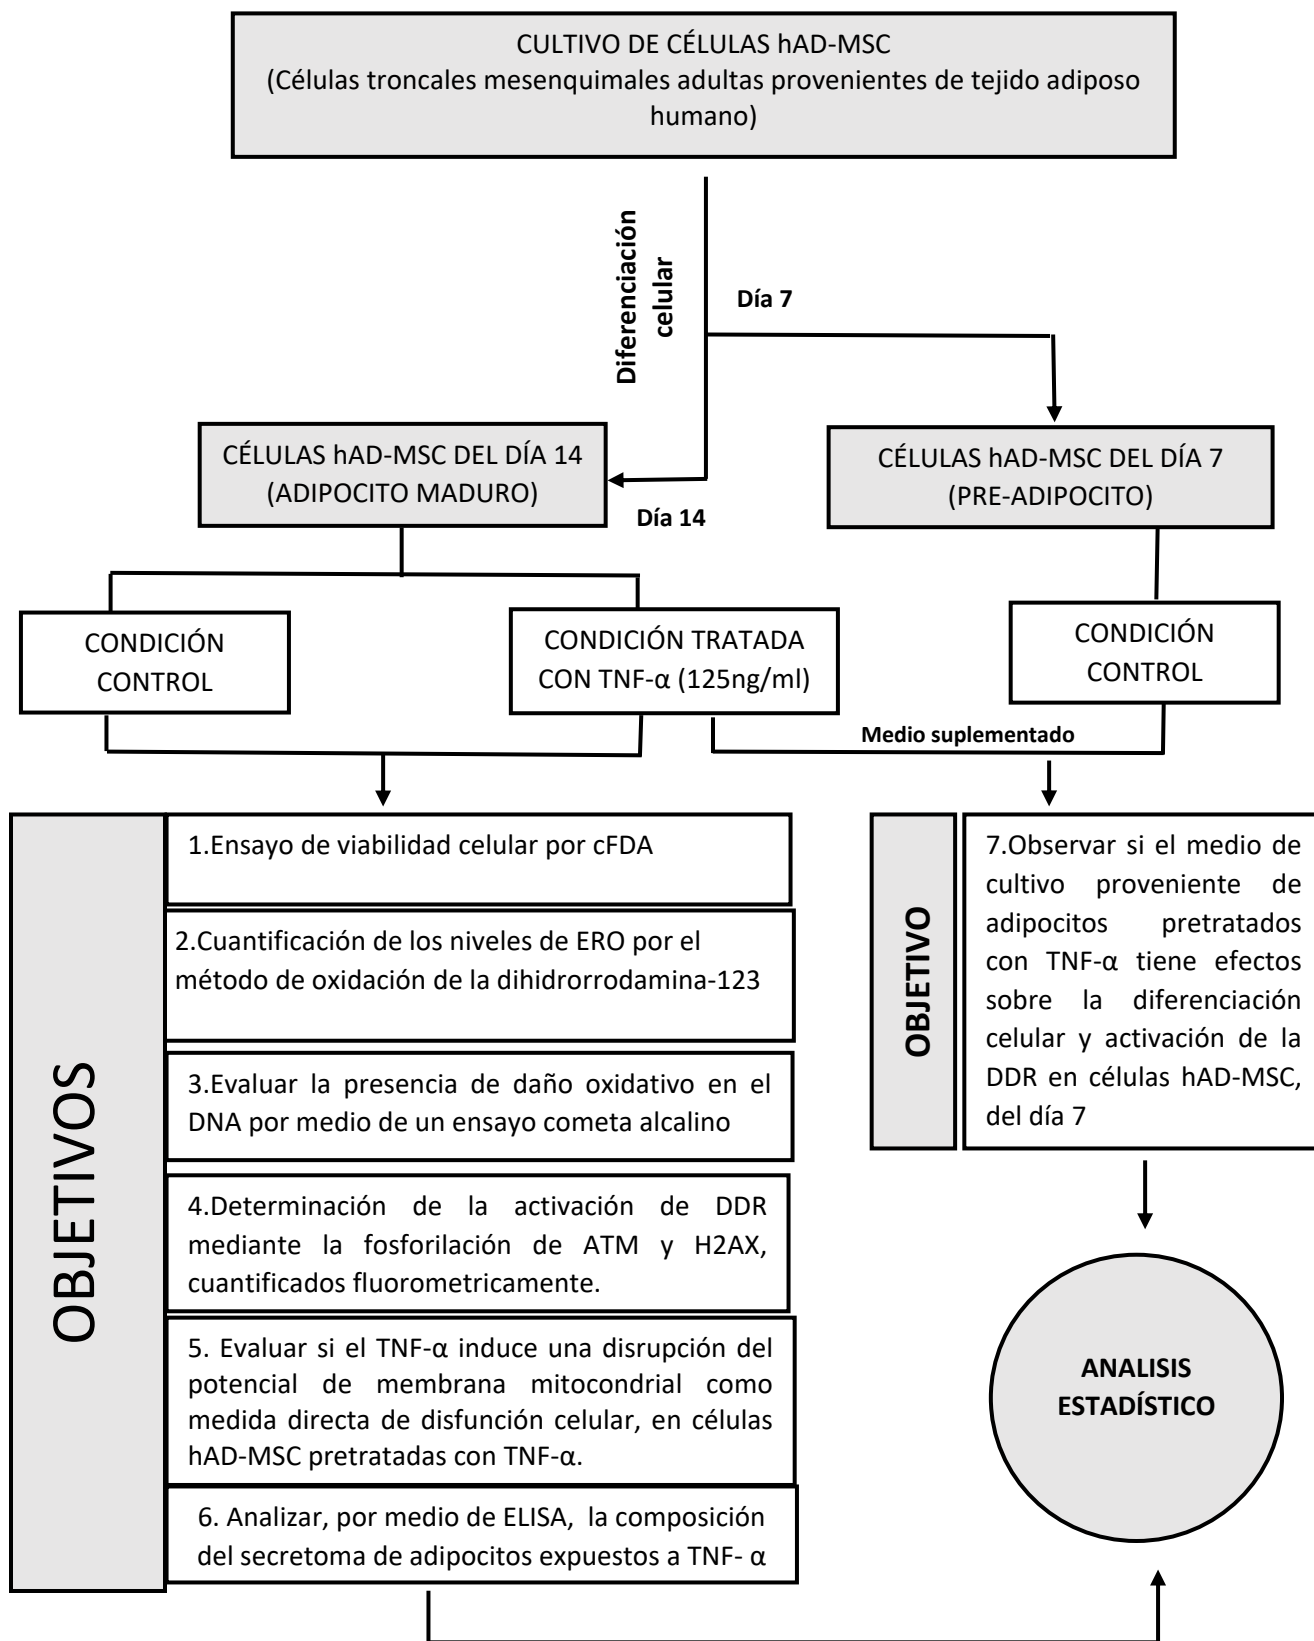 CULTIVO DE CÉLULAS hAD-MSC
(Células troncales mesenquimales adultas provenientes de tejido adiposo
humano)
Diferenciación
celular
Día 7
CÉLULAS hAD-MSC DEL DÍA 14
(ADIPOCITO MADURO)
Día 14
CÉLULAS hAD-MSC DEL DÍA 7
(PRE-ADIPOCITO)
CONDICIÓN
CONTROL
CONDICIÓN TRATADA
CON TNF-α (125ng/ml)
CONDICIÓN
CONTROL
Medio suplementado
OBJETIVOS
1.Ensayo de viabilidad celular por cFDA
2.Cuantificación de los niveles de ERO por el
método de oxidación de la dihidrorrodamina-123
3.Evaluar la presencia de daño oxidativo en el
DNA por medio de un ensayo cometa alcalino
4.Determinación de la activación de DDR
mediante la fosforilación de ATM y H2AX,
cuantificados fluorometricamente.
5. Evaluar si el TNF-α induce una disrupción del
potencial de membrana mitocondrial como
medida directa de disfunción celular, en células
hAD-MSC pretratadas con TNF-α.
6. Analizar, por medio de ELISA, la composición
del secretoma de adipocitos expuestos a TNF- α
OBJETIVO
7.Observar si el medio de
cultivo proveniente de
adipocitos pretratados
con TNF-α tiene efectos
sobre la diferenciación
celular y activación de la
DDR en células hAD-MSC,
del día 7
ANALISIS
ESTADÍSTICO